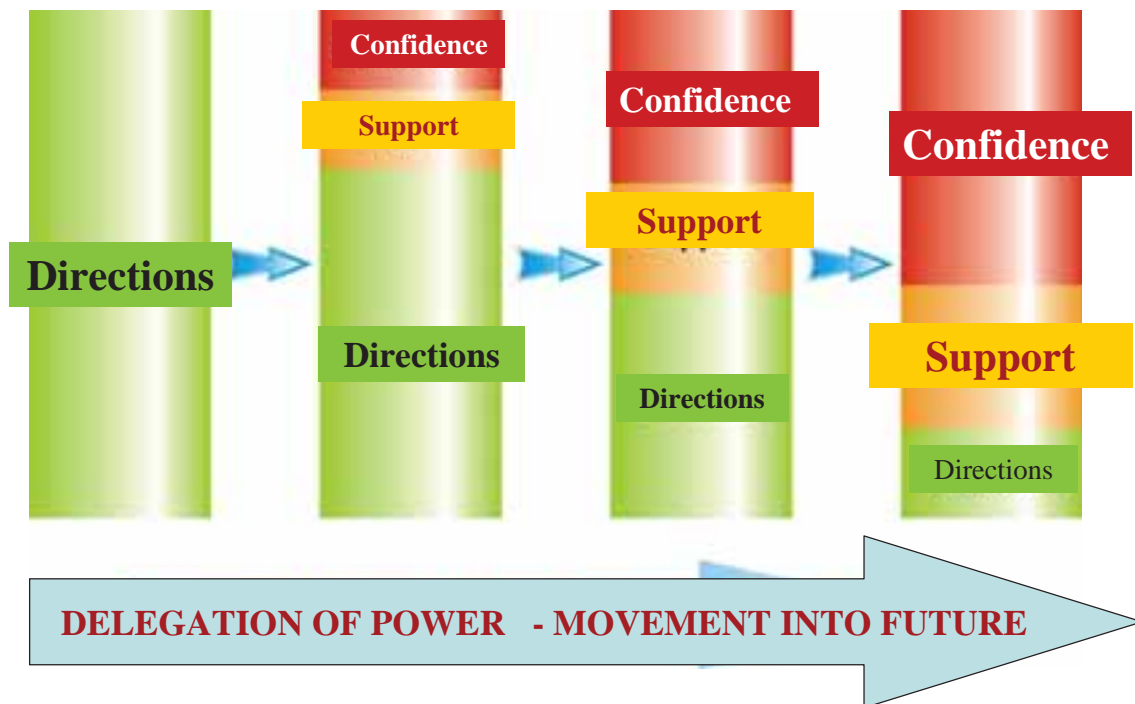 Directions
Confidence
Support
Directions
Confidence
Support
Directions
Confidence
Support
Directions
DELEGATION OF POWER - MOVEMENT INTO FUTURE